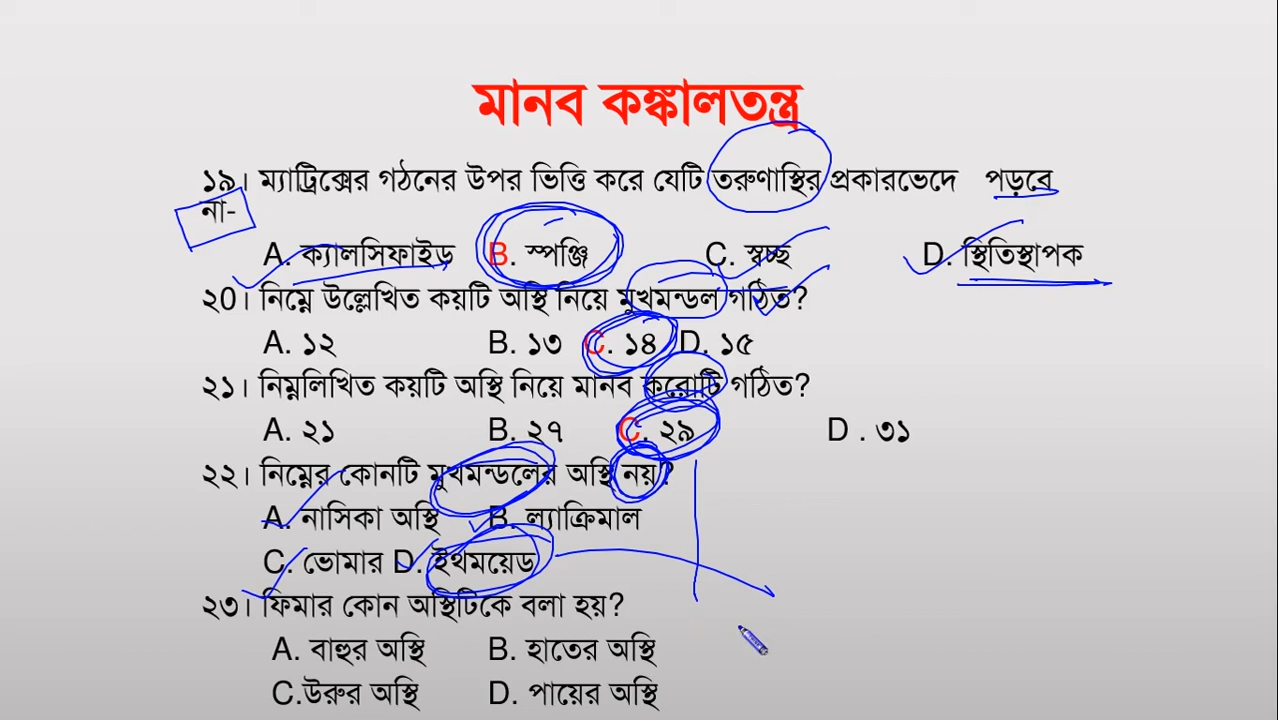 মানব কঙ্কালতন্ত্র
১৯। ম্যাট্রিক্সের গঠনের উপর ভিত্তি করে যেটি তরুণাস্থির প্রকারভেদে পড়বে
না-
A. ক্যালসিফাইড B. স্পঞ্জি C. স্বচ্ছ D. স্থিতিস্থাপক
২0। নিম্নে উল্লেখিত কয়টি অস্থি নিয়ে মুখমন্ডল গঠিত?
A. ১২ B. ১৩ C. ১৪ D. ১৫
২১। নিম্নলিখিত কয়টি অস্থি নিয়ে মানব করোটি গঠিত?
A. ২১ B. ২৭ C. ২৯ D . ৩১
২২। নিম্নের কোনটি মুখমন্ডলের অস্থি নয়?
A. নাসিকা অস্থি B. ল্যাক্রিমাল
C. ভোমার D. ইথময়েড
২৩। ফিমার কোন অস্থিটিকে বলা হয়?
A. বাহুর অস্থি B. হাতের অস্থি
C.উরুর অস্থি D. পায়ের অস্থি